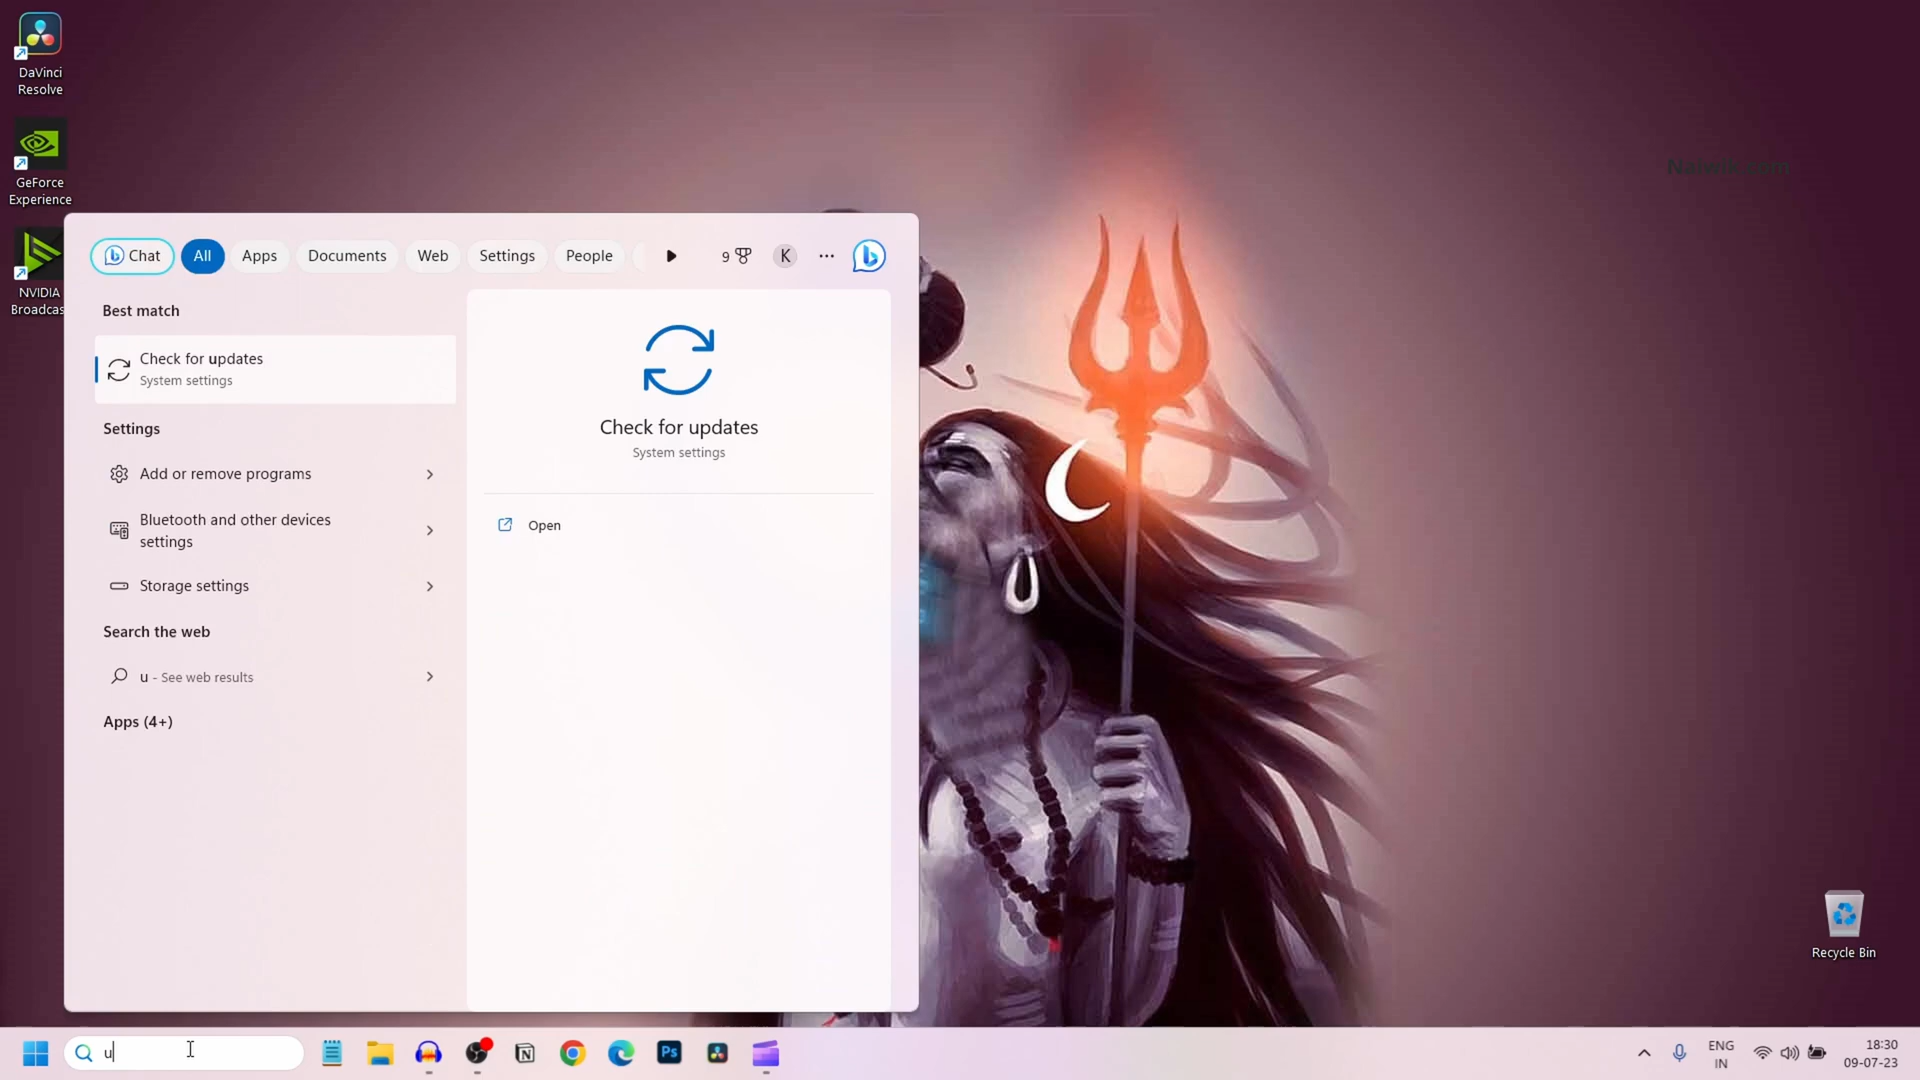 DaVinci
Resolve
GeForce
Experience
NVIDIA
Broadcas
Chat
All
Apps
Documents
Web
Settings
People
9
K
Best match
Check for updates
System settings
Settings
Add or remove programs
Bluetooth and other devices
settings
Storage settings
Search the web
u - See web results
Apps (4+)
Check for updates
System settings
Open
Recycle Bin
u
N
Ps
ENG
IN
18:30
09-07-23